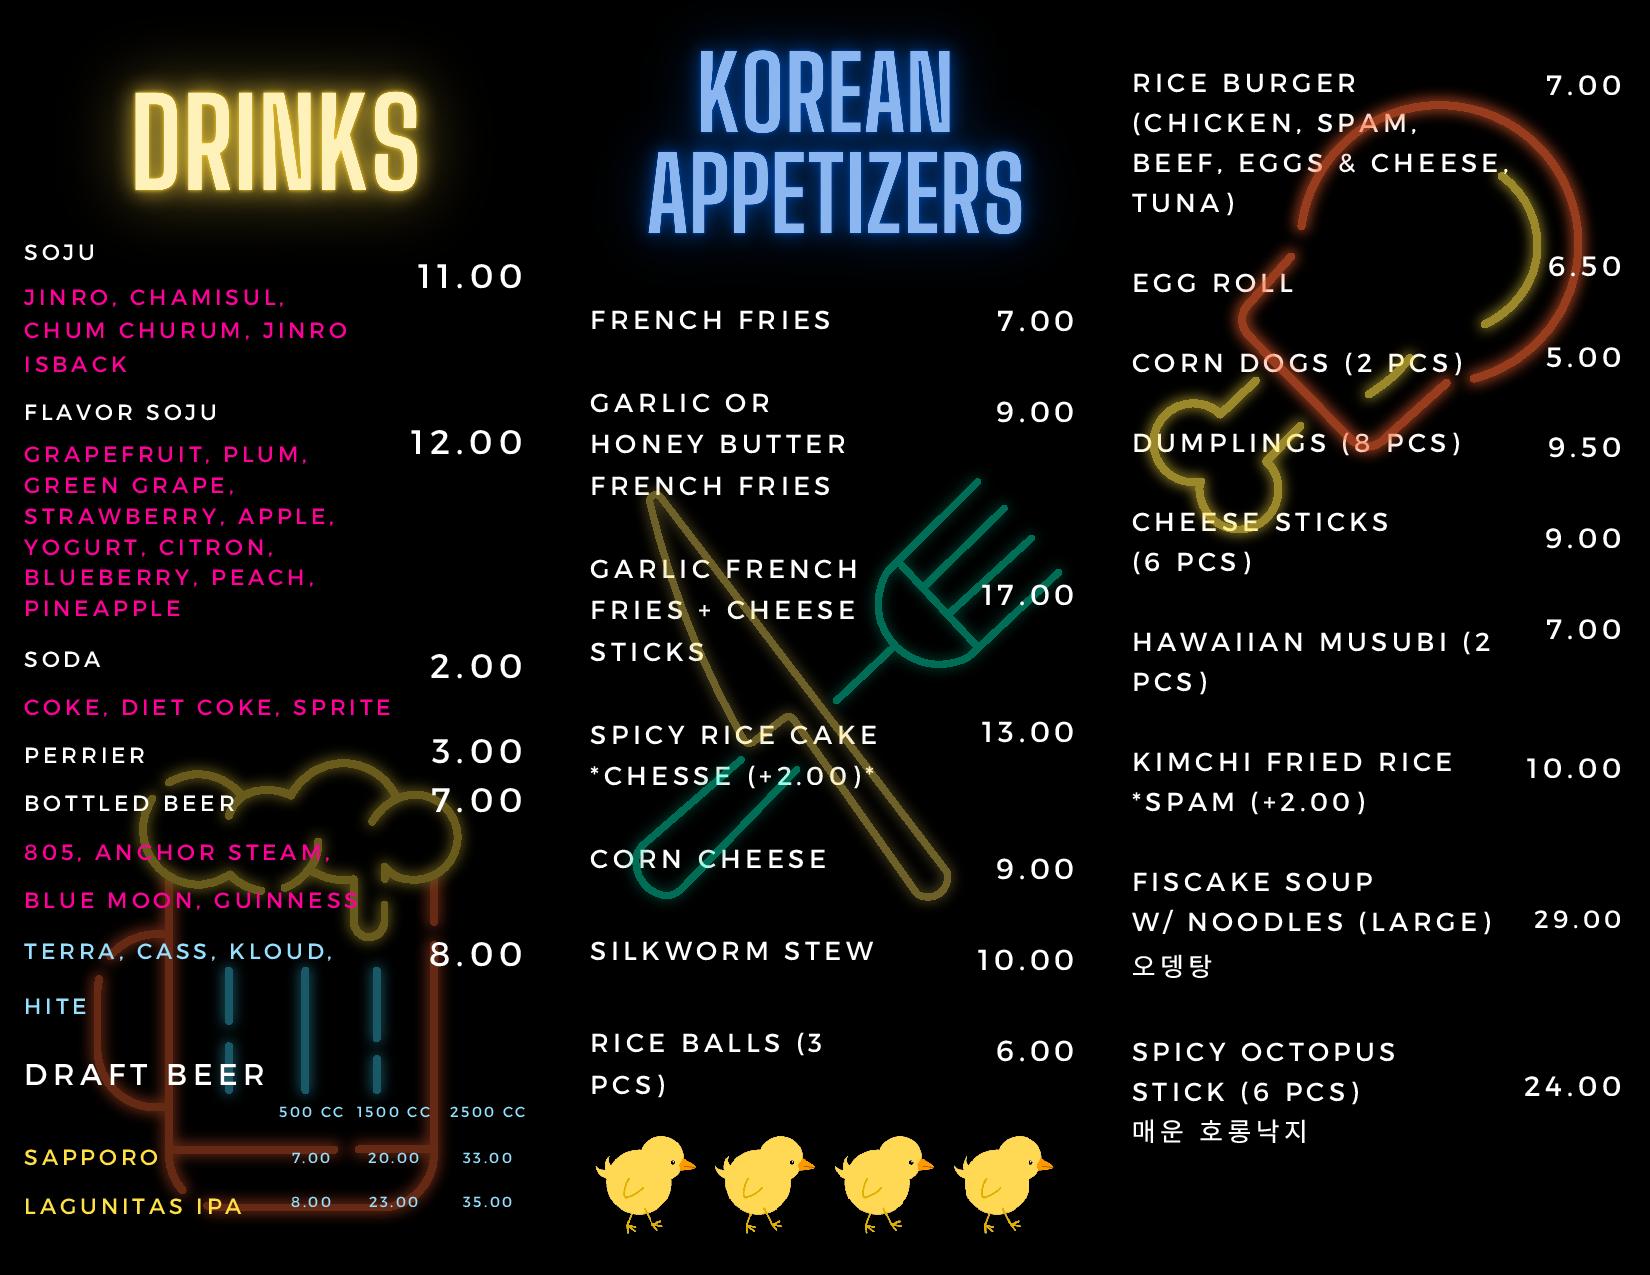 DRINKS
SOJU
11.00
JINRO, CHAMISUL,
CHUM CHURUM, JINRO
ISBACK
FLAVOR SOJU
12.00
GRAPEFRUIT, PLUM,
GREEN GRAPE,
STRAWBERRY, APPLE,
YOGURT, CITRON,
BLUEBERRY, PEACH,
PINEAPPLE
SODA 2.00
COKE, DIET COKE, SPRITE
PERRIER 3.00
BOTTLED BEER 7.00
805, ANCHOR STEAM,
BLUE MOON, GUINNESS
TERRA, CASS, KLOUD, 8.00
HITE
DRAFT BEER
500 CC 1500 CC 2500 CC
SAPPORO 7.00 20.00 33.00
LAGUNITAS IPA 8.00 23.00 35.00
KOREAN
APPETIZERS
FRENCH FRIES 7.00
GARLIC OR 9.00
HONEY BUTTER
FRENCH FRIES
GARLIC FRENCH
FRIES + CHEESE 17.00
STICKS
SPICY RICE CAKE 13.00
*CHESSE (+2.00)*
CORN CHEESE 9.00
SILKWORM STEW 10.00
RICE BALLS (3 6.00
PCS)
RICE BURGER 7.00
(CHICKEN, SPAM,
BEEF, EGGS & CHEESE,
TUNA)
EGG ROLL 6.50
CORN DOGS (2 PCS) 5.00
DUMPLINGS (8 PCS) 9.50
CHEESE STICKS 9.00
(6 PCS)
HAWAIIAN MUSUBI (2 7.00
PCS)
KIMCHI FRIED RICE 10.00
*SPAM (+2.00)
FISCAKE SOUP
W/ NOODLES (LARGE) 29.00
오뎅탕
SPICY OCTOPUS
STICK (6 PCS) 24.00
매운 호롱낙지